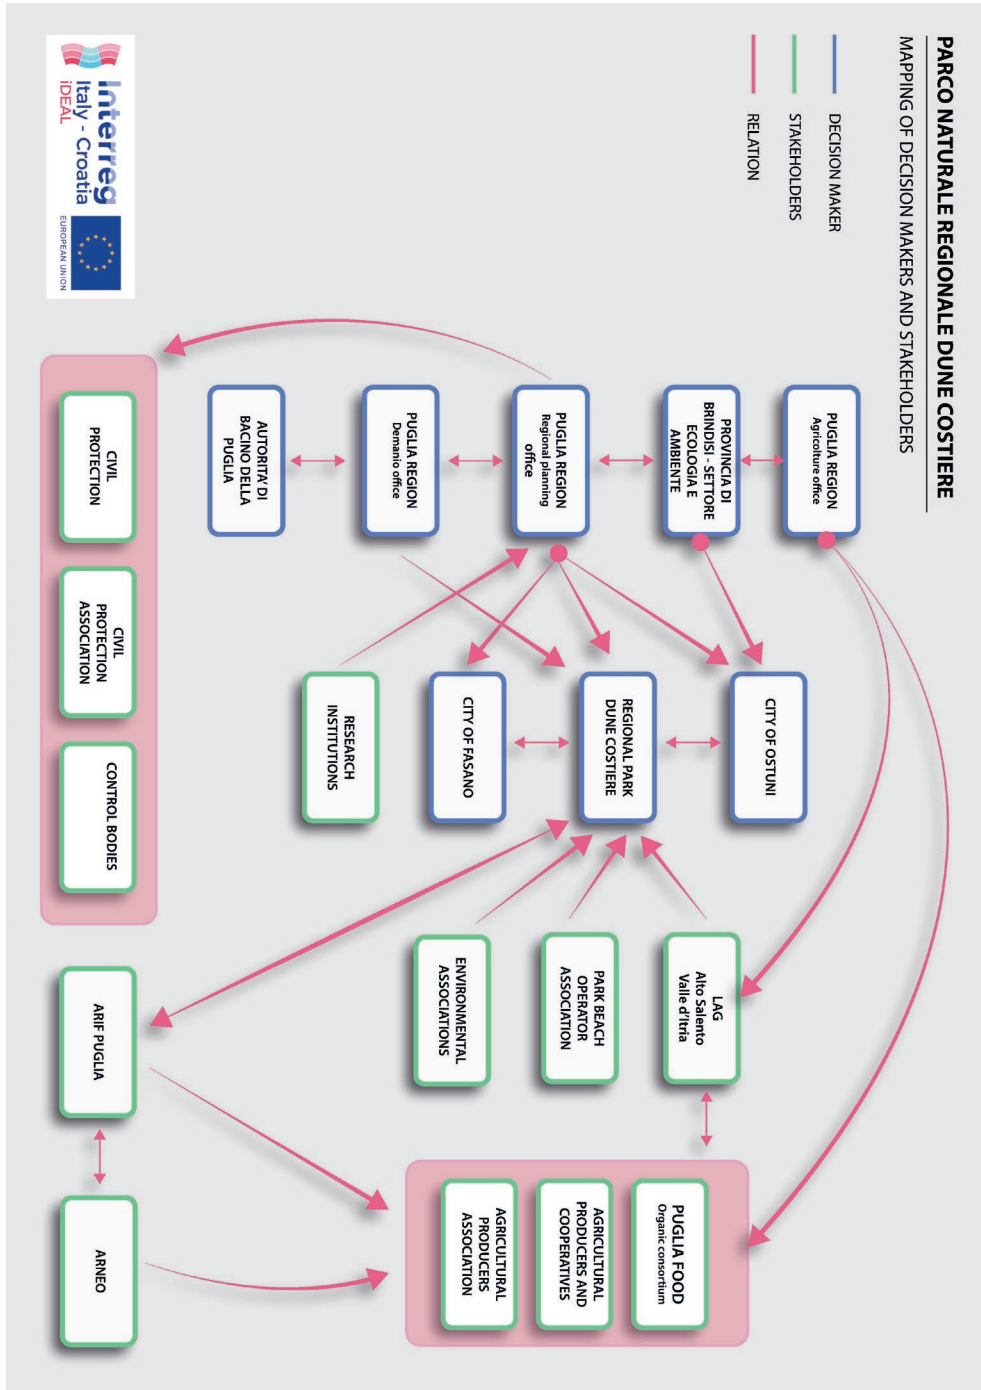 PARCO NATURALE REGIONALE DUNE COSTIERE
MAPPING OF DECISION MAKERS AND STAKEHOLDERS
DECISION MAKER
STAKEHOLDERS
RELATION
PUGLIA REGION
Agricolture office
PROVINCIA DI
BRINDISI - SETTORE
ECOLOGIA E
AMBIENTE
PUGLIA REGION
Regional planning
office
PUGLIA REGION
Demanio office
AUTORITA' DI
BACINO DELLA
PUGLIA
CITY OF OSTUNI
REGIONAL PARK
DUNE COSTIERE
CITY OF FASANO
RESEARCH
INSTITUTIONS
LAG
Alto Salento
Valle d'Itria
PARK BEACH
OPERATOR
ASSOCIATION
ENVIRONMENTAL
ASSOCIATIONS
PUGLIA FOOD
Organic consortium
AGRICULTURAL
PRODUCERS AND
COOPERATIVES
AGRICULTURAL
PRODUCERS
ASSOCIATION
CIVIL
PROTECTION
CIVIL
PROTECTION
ASSOCIATION
CONTROL BODIES
ARIF PUGLIA
ARNEO
Interreg
Italy - Croatia
iDEAL
EUROPEAN UNION